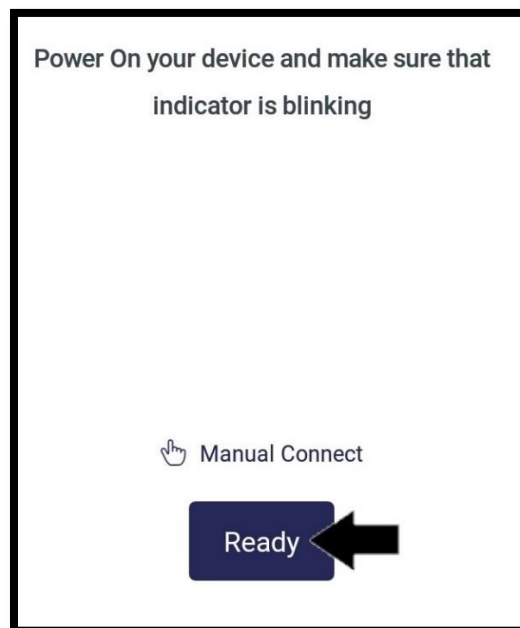 Power On your device and make sure that
indicator is blinking
Manual Connect
Ready